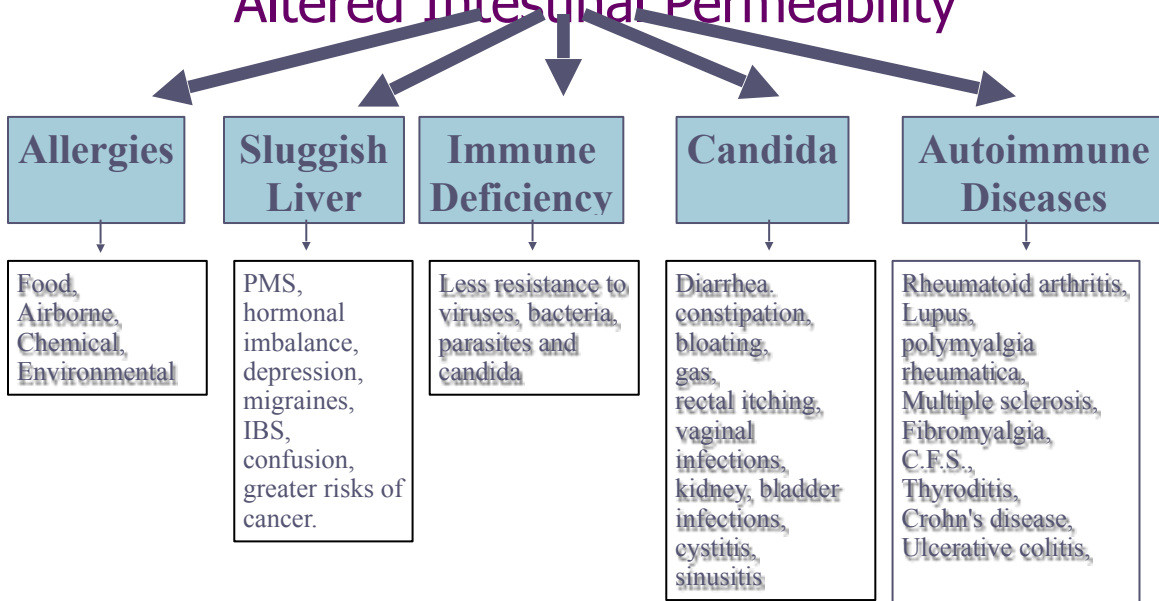 Altered Intestinal Permeability
Allergies
Sluggish
Liver
Immune
Deficiency
Candida
Autoimmune
Diseases
Food,
Airborne,
Chemical,
Environmental
PMS,
hormonal
imbalance,
depression,
migraines,
IBS,
confusion,
greater risks of
cancer.
Less resistance to
viruses, bacteria,
parasites and
candida
Diarrhea.
constipation,
bloating,
gas,
rectal itching,
vaginal
infections,
kidney, bladder
infections,
cystitis,
sinusitis
Rheumatoid arthritis,
Lupus,
polymyalgia
rheumatica,
Multiple sclerosis,
Fibromyalgia,
C.F.S.,
Thyroditis,
Crohn's disease,
Ulcerative colitis,